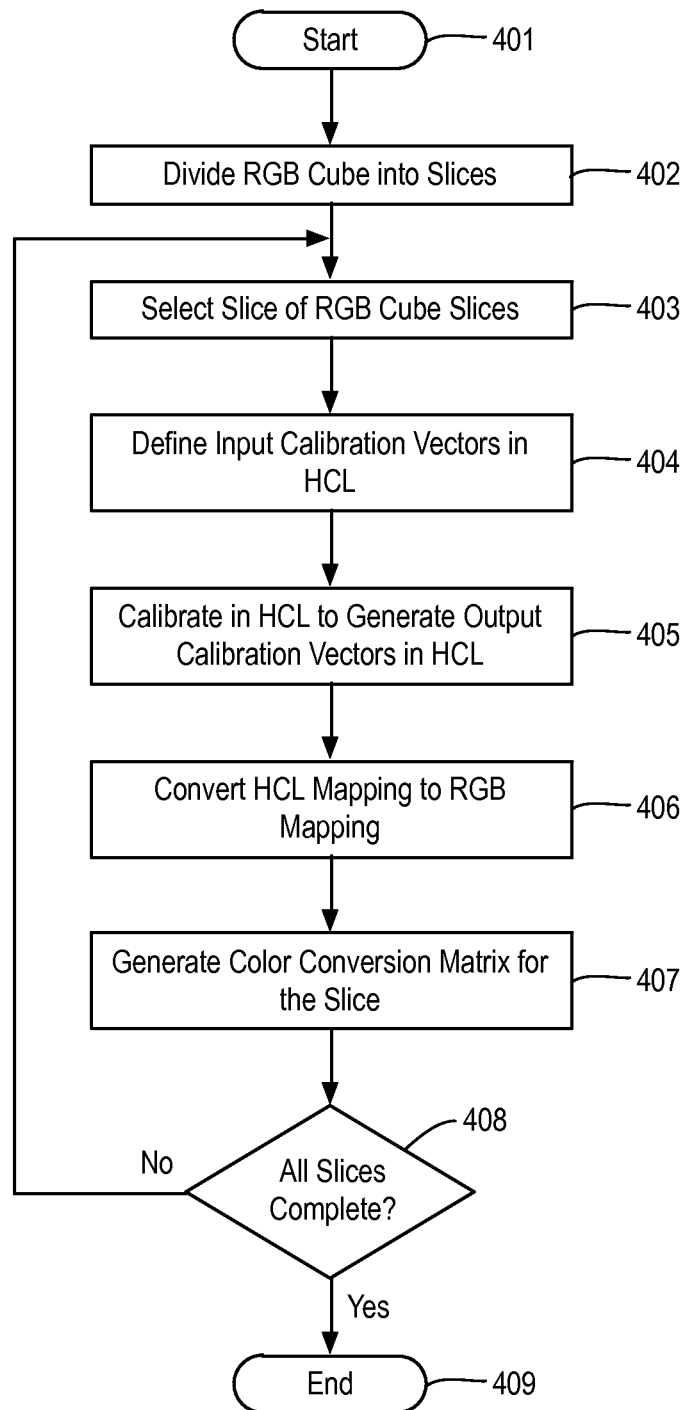 Start 401
Divide RGB Cube into Slices 402
Select Slice of RGB Cube Slices 403
Define Input Calibration Vectors in
HCL
404
Calibrate in HCL to Generate Output
Calibration Vectors in HCL
405
Convert HCL Mapping to RGB
Mapping
406
Generate Color Conversion Matrix for
the Slice
407
408
No
All Slices
Complete?
Yes
End 409